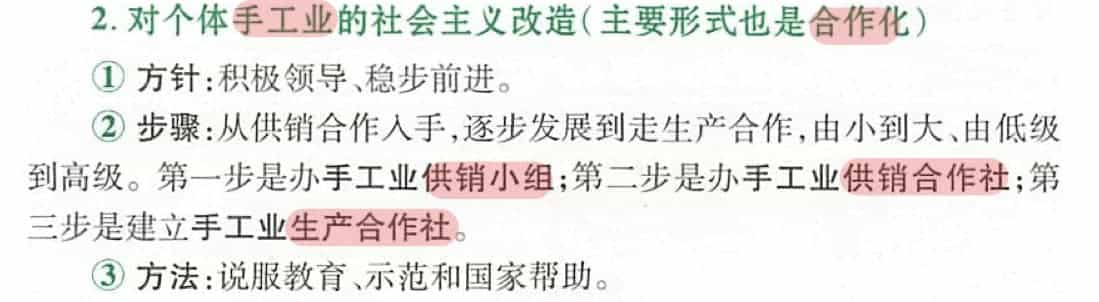 2. 对个体手工业的社会主义改造(主要形式也是合作化)
① 方针:积极领导、稳步前进。
② 步骤:从供销合作入手,逐步发展到走生产合作,由小到大、由低级
到高级。第一步是办手工业供销小组;第二步是办手工业供销合作社;第
三步是建立手工业生产合作社。
③ 方法:说服教育、示范和国家帮助。